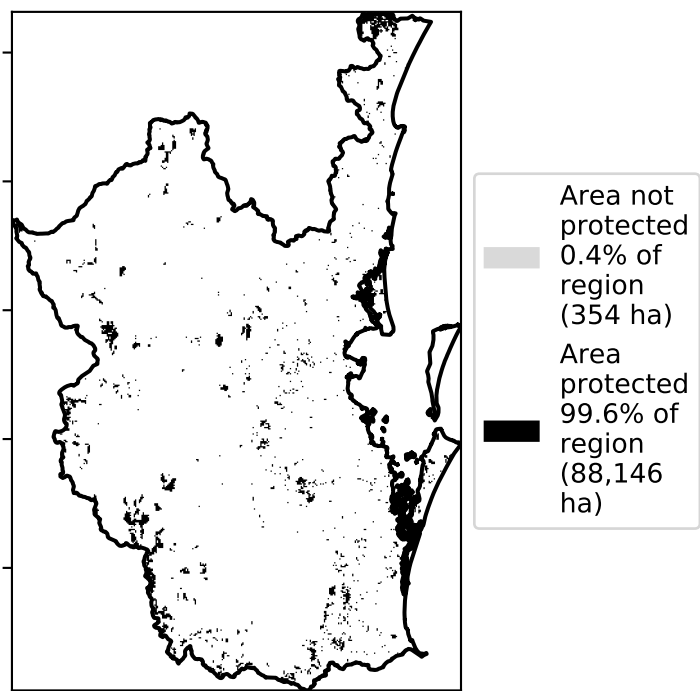 Area not
protected
0.4% of
region
(354 ha)
Area
protected
99.6% of
region
(88,146
ha)